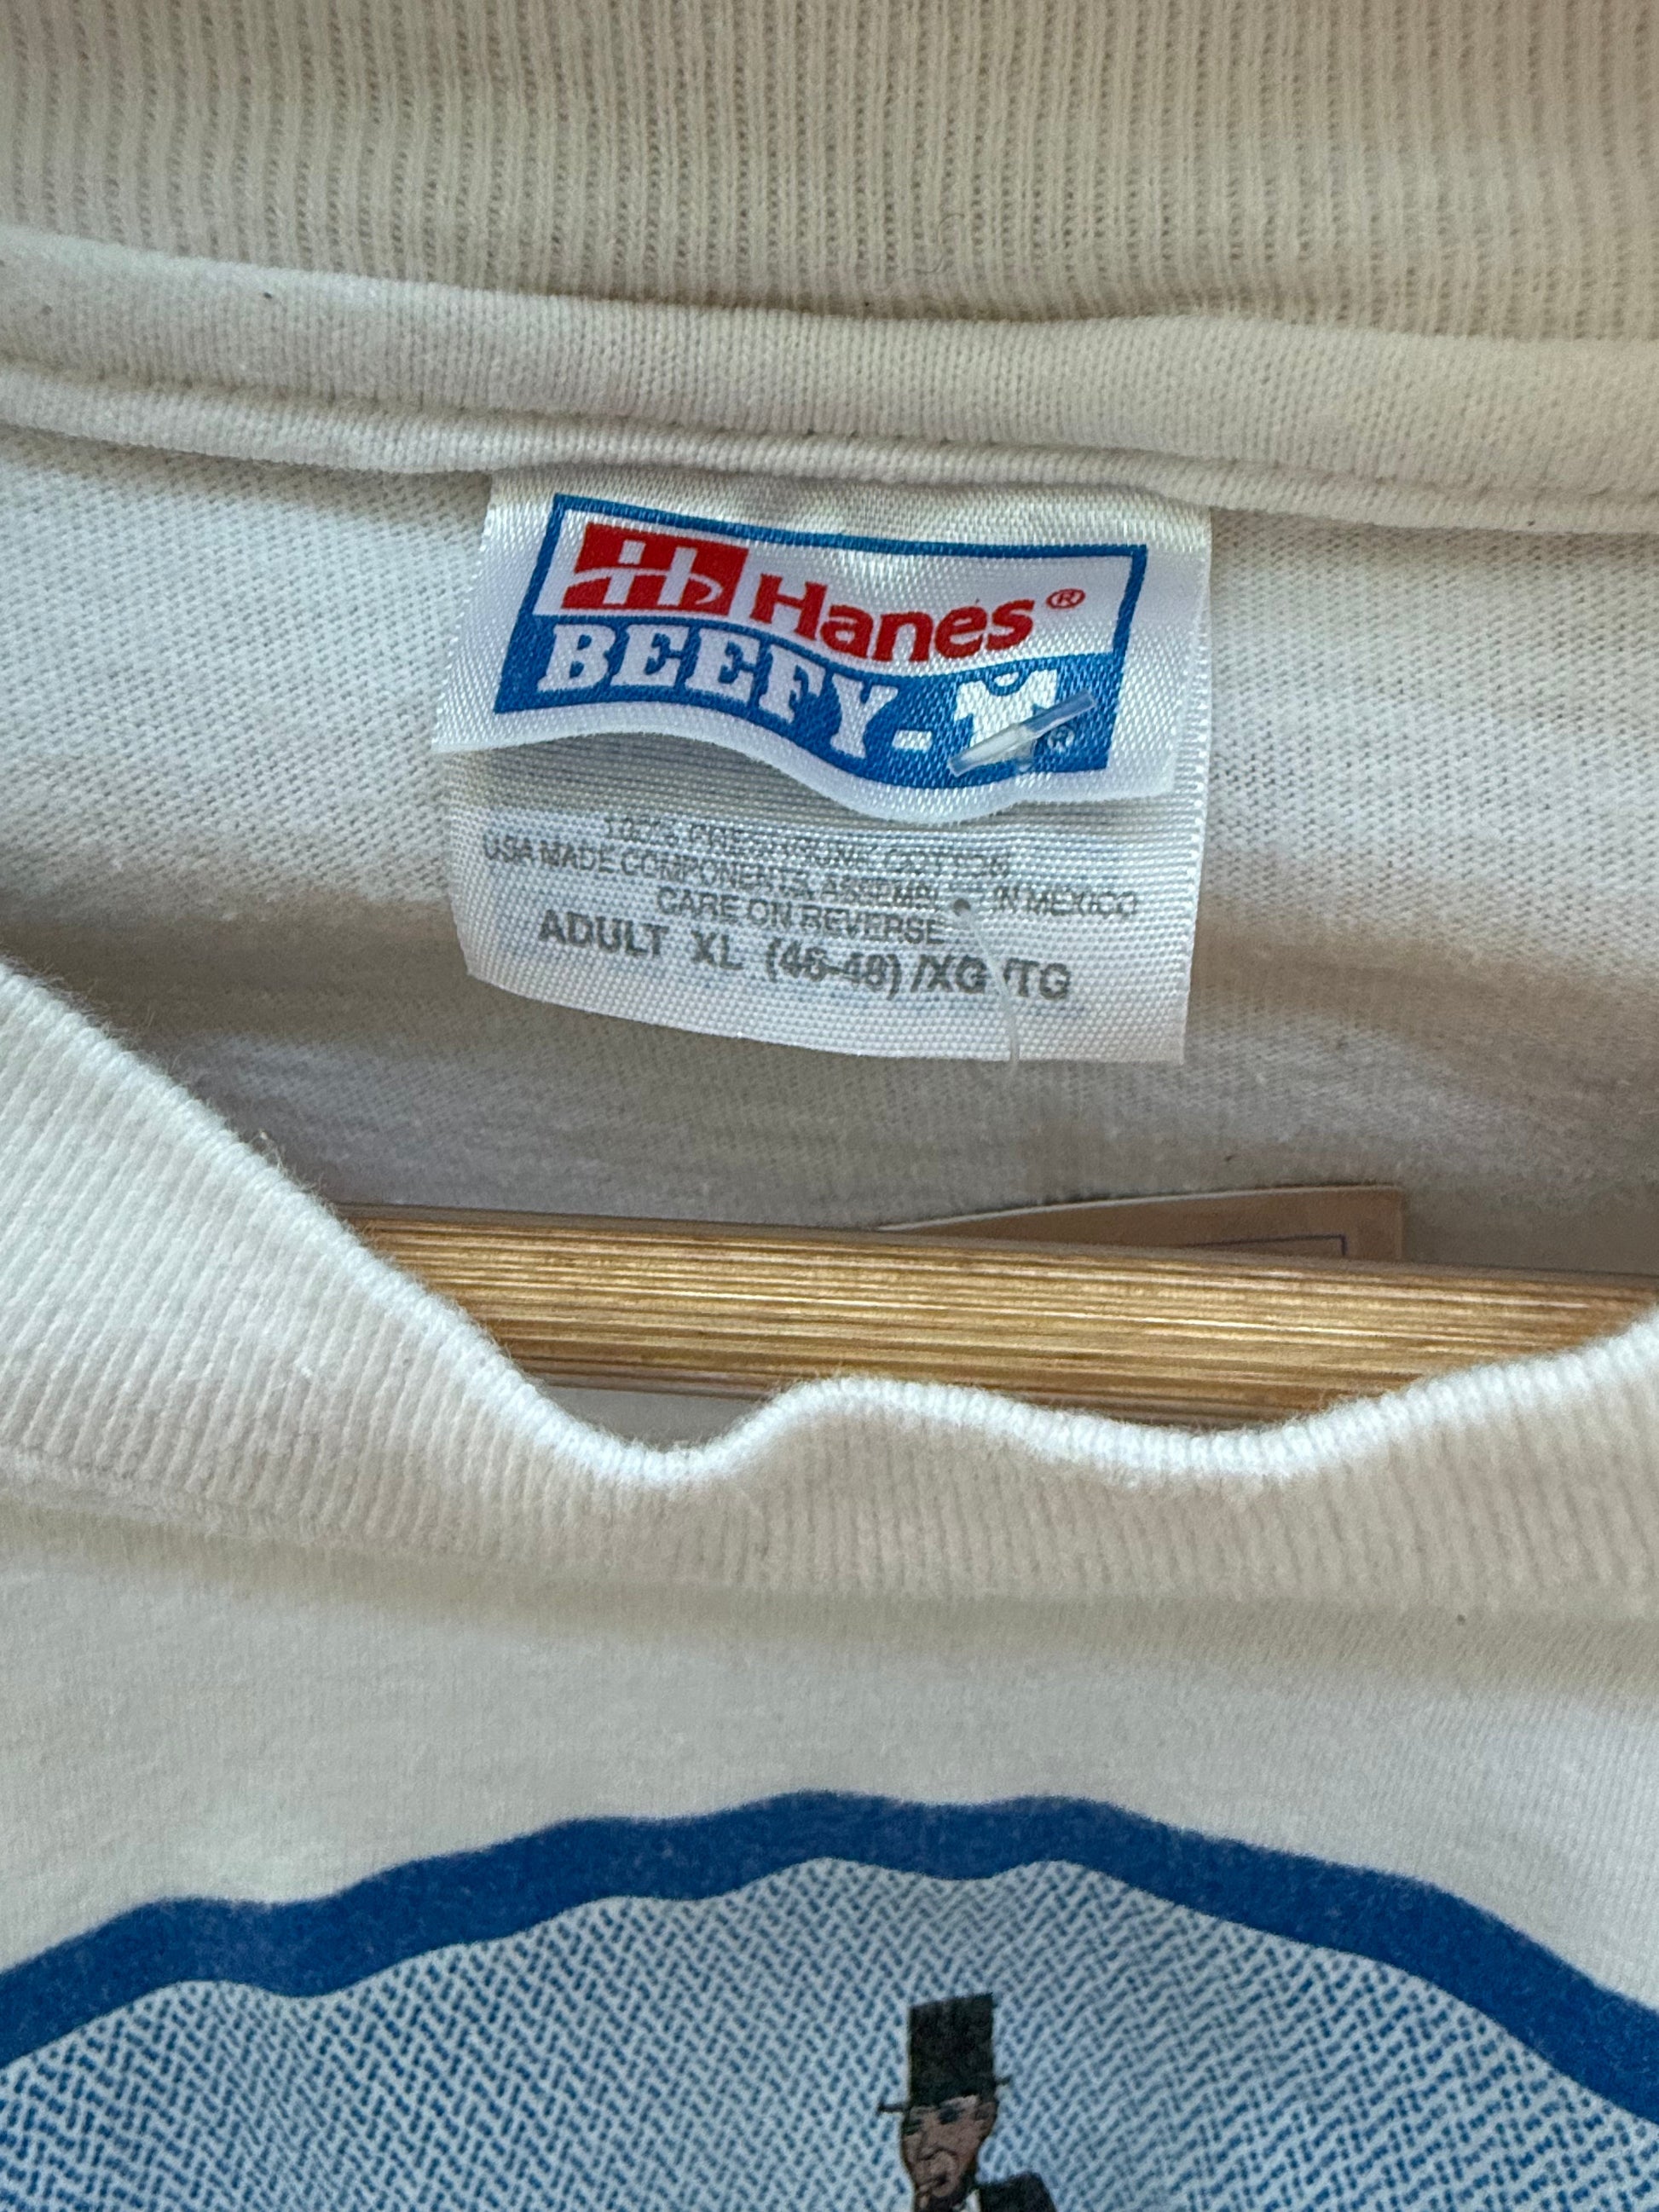 Hanes®
BEEFY-T®
100% PRESHRUNK COTTON
USA MADE COMPONENTS, ASSEMBLED IN MEXICO
CARE ON REVERSE
ADULT XL (46-48) /XG /TG